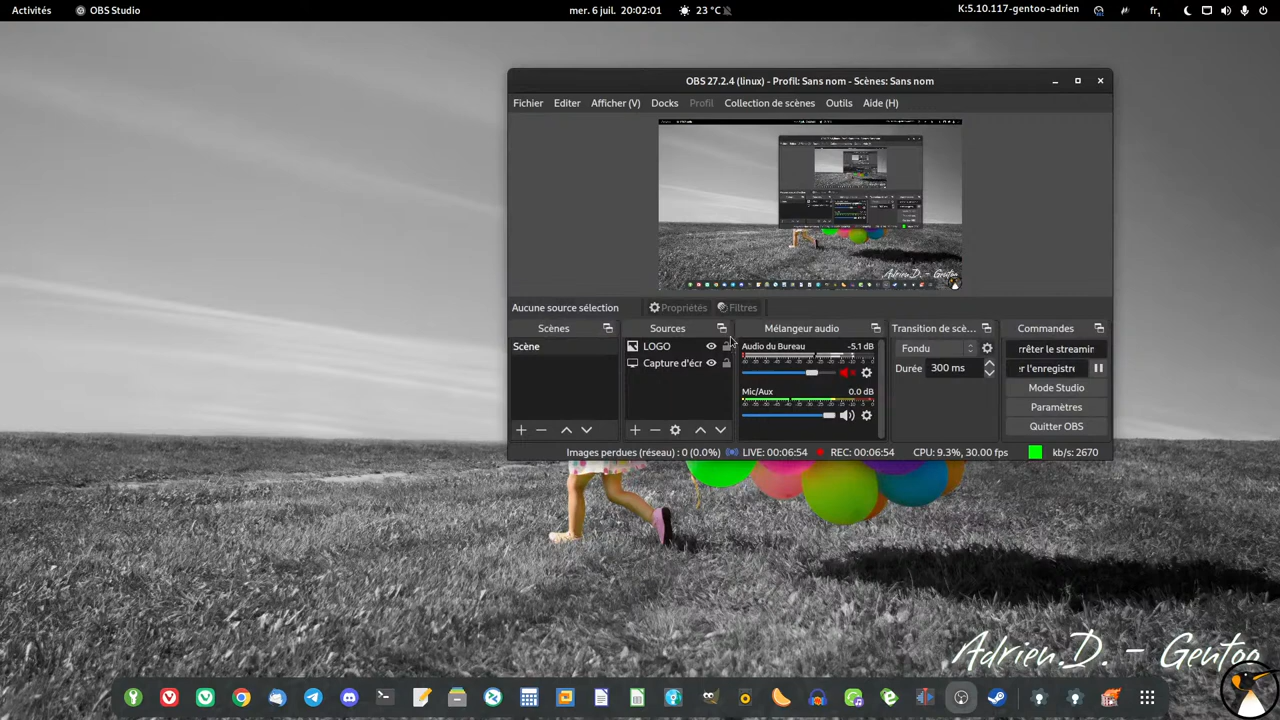 Activités
OBS Studio
mer. 6 juil. 20:02:01
23 °C
K:5.10.117-gentoo-adrien
fr₁
OBS 27.2.4 (linux) - Profil: Sans nom - Scènes: Sans nom
Fichier
Editer
Afficher (V)
Docks
Profil
Collection de scènes
Outils
Aide (H)
Aucune source sélection
Propriétés
Filtres
Scènes
Sources
Mélangeur audio
Transition de scè...
Commandes
Scène
LOGO
Capture d'écr
Audio du Bureau
-5.1 dB
Mic/Aux
0.0 dB
Fondu
Durée
300 ms
rrêter le streamin
r l'enregistre
Mode Studio
Paramètres
Quitter OBS
Images perdues (réseau) : 0 (0.0%)
LIVE: 00:06:54
REC: 00:06:54
CPU: 9.3%, 30.00 fps
kb/s: 2670
Adrien.D. - Gentoo